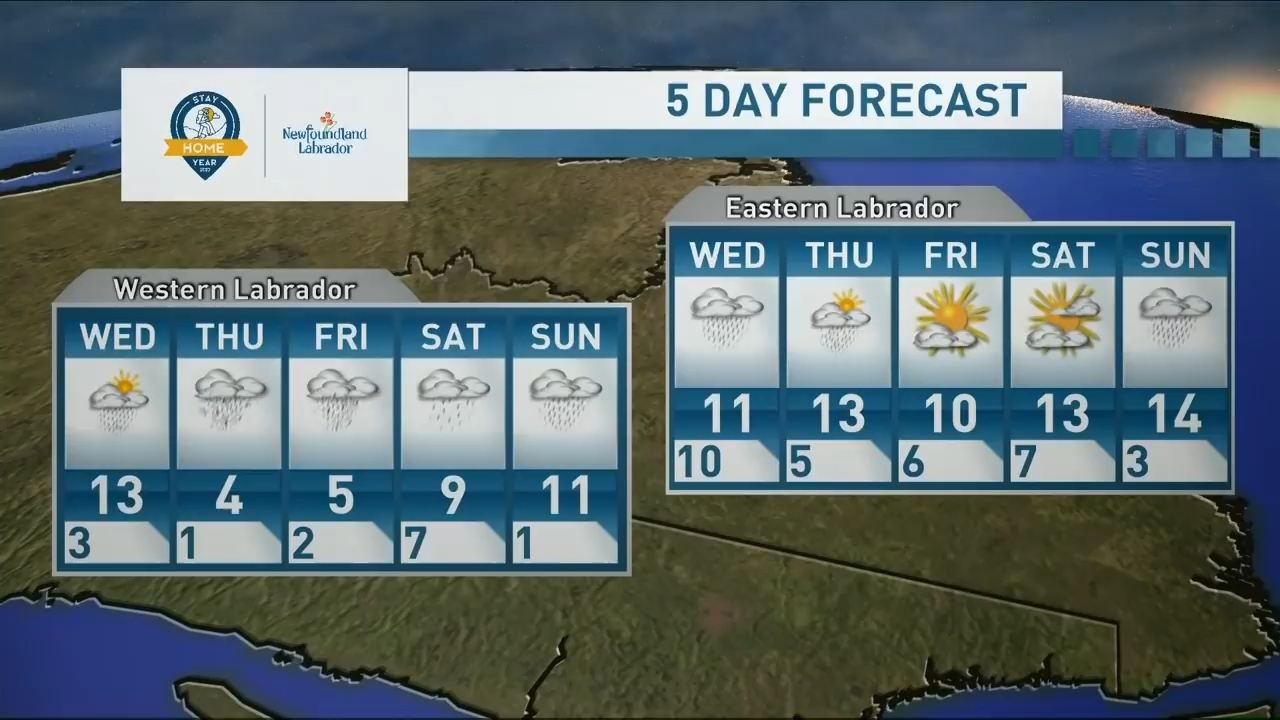 STAY
HOME
YEAR
2020
Newfoundland
Labrador
5 DAY FORECAST
Western Labrador
WED THU FRI SAT SUN
13 4 5 9 11
3 1 2 7 1
Eastern Labrador
WED THU FRI SAT SUN
11 13 10 13 14
10 5 6 7 3